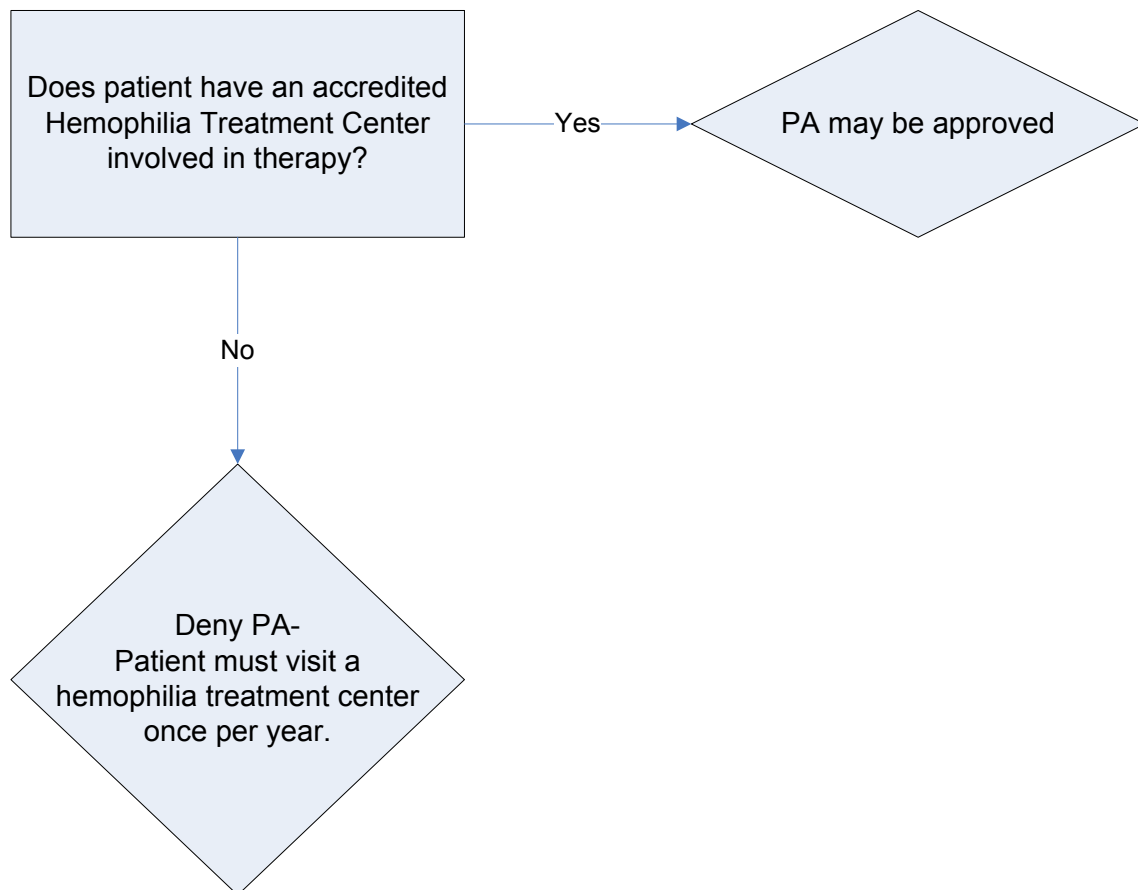 Does patient have an accredited
Hemophilia Treatment Center
involved in therapy?
Yes
PA may be approved
No
Deny PA-
Patient must visit a
hemophilia treatment center
once per year.